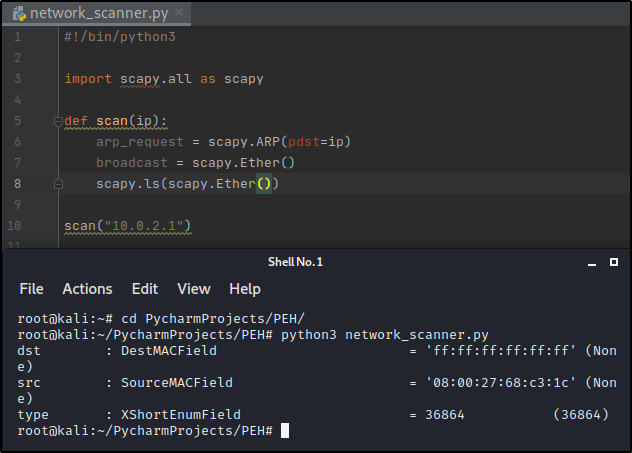 network_scanner.py ×
1 #!/bin/python3
2
3 import scapy.all as scapy
4
5 def scan(ip):
6     arp_request = scapy.ARP(pdst=ip)
7     broadcast = scapy.Ether()
8     scapy.ls(scapy.Ether())
9
10 scan("10.0.2.1")
11
Shell No. 1
File Actions Edit View Help
root@kali:~# cd PycharmProjects/PEH/
root@kali:~/PycharmProjects/PEH# python3 network_scanner.py
dst        : DestMACField                        = 'ff:ff:ff:ff:ff:ff' (Non
e)
src        : SourceMACField                      = '08:00:27:68:c3:1c' (Non
e)
type       : XShortEnumField                     = 36864           (36864)
root@kali:~/PycharmProjects/PEH#